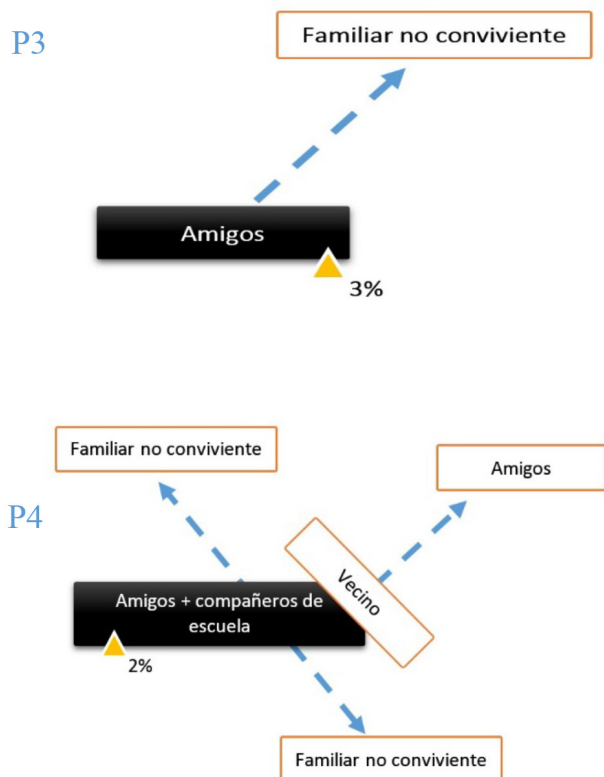 P3
Familiar no conviviente
Amigos
3%
Familiar no conviviente
Amigos
P4
Vecino
Amigos + compañeros de
escuela
2%
Familiar no conviviente